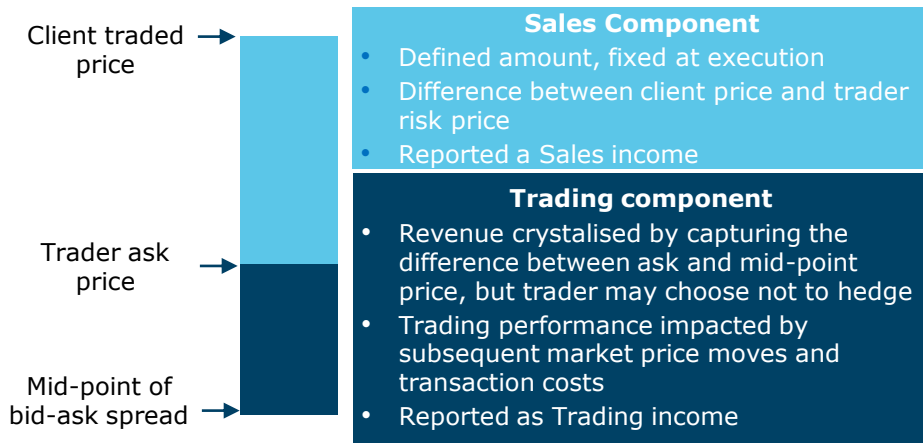 Client traded
price
Trader ask
price
Mid-point of
bid-ask spread
Sales Component
• Defined amount, fixed at execution
• Difference between client price and trader
risk price
• Reported a Sales income
Trading component
• Revenue crystalised by capturing the
difference between ask and mid-point
price, but trader may choose not to hedge
• Trading performance impacted by
subsequent market price moves and
transaction costs
• Reported as Trading income